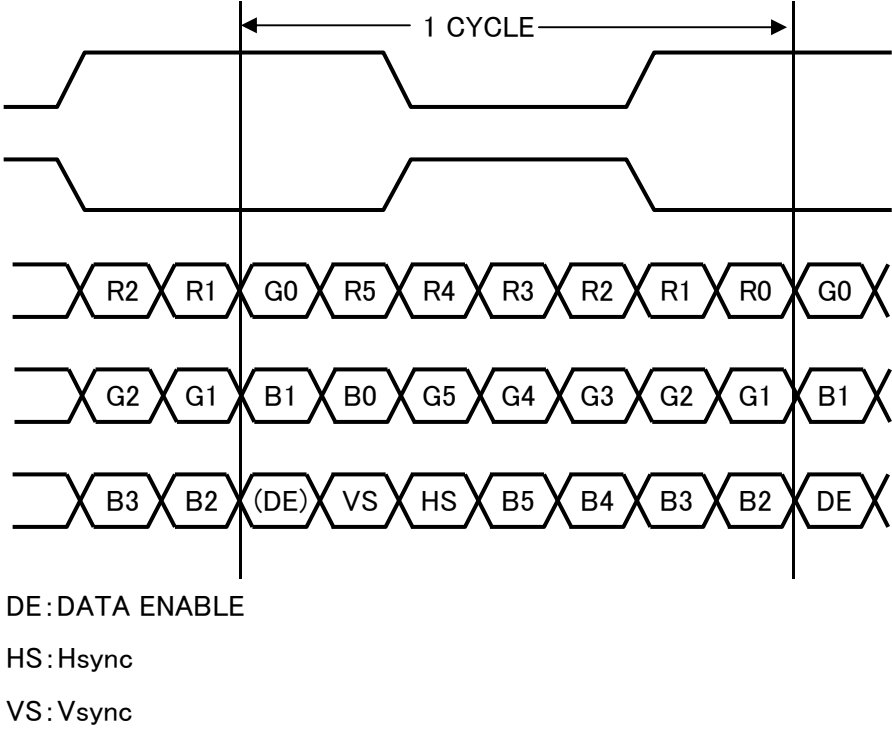 1 CYCLE
R2 R1 G0 R5 R4 R3 R2 R1 R0 G0
G2 G1 B1 B0 G5 G4 G3 G2 G1 B1
B3 B2 (DE) VS HS B5 B4 B3 B2 DE
DE:DATA ENABLE
HS:Hsync
VS:Vsync